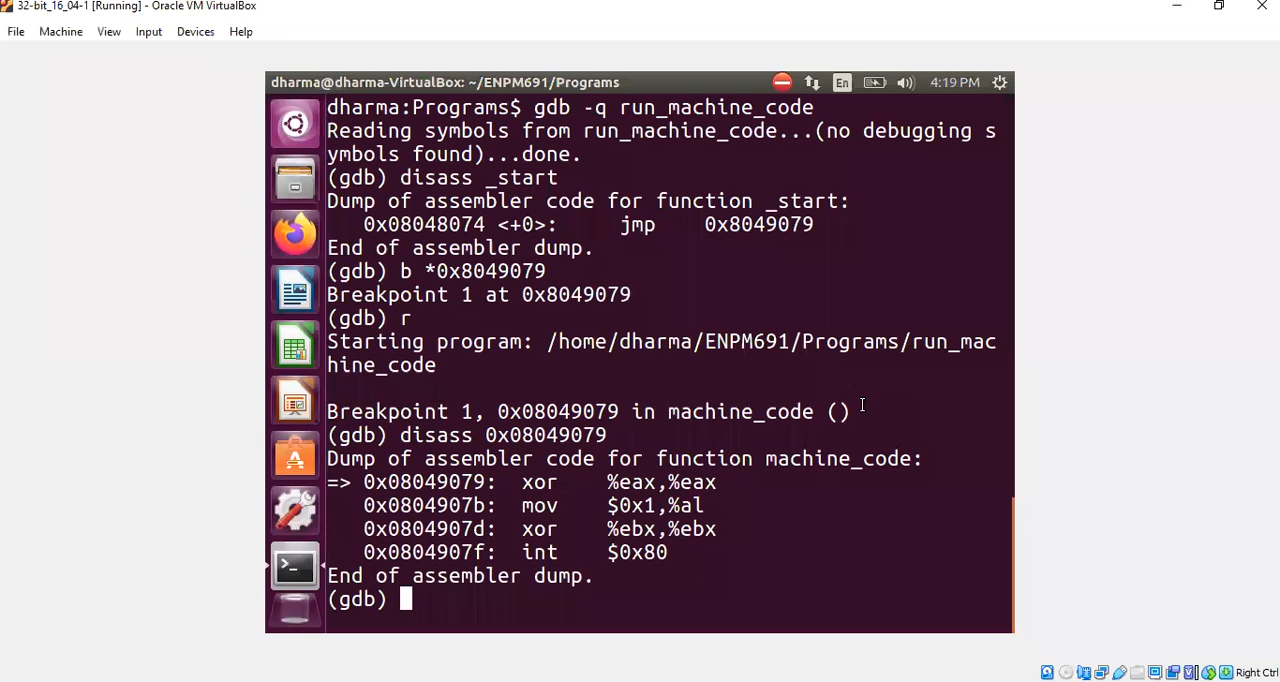 32-bit_16_04-1 [Running] - Oracle VM VirtualBox
File Machine View Input Devices Help
dharma@dharma-VirtualBox: ~/ENPM691/Programs En 4:19 PM
dharma:Programs$ gdb -q run_machine_code
Reading symbols from run_machine_code...(no debugging s
ymbols found)...done.
(gdb) disass _start
Dump of assembler code for function _start:
   0x08048074 <+0>:	jmp    0x8049079
End of assembler dump.
(gdb) b *0x8049079
Breakpoint 1 at 0x8049079
(gdb) r
Starting program: /home/dharma/ENPM691/Programs/run_mac
hine_code

Breakpoint 1, 0x08049079 in machine_code ()
(gdb) disass 0x08049079
Dump of assembler code for function machine_code:
=> 0x08049079:	xor    %eax,%eax
   0x0804907b:	mov    $0x1,%al
   0x0804907d:	xor    %ebx,%ebx
   0x0804907f:	int    $0x80
End of assembler dump.
(gdb)
Right Ctrl